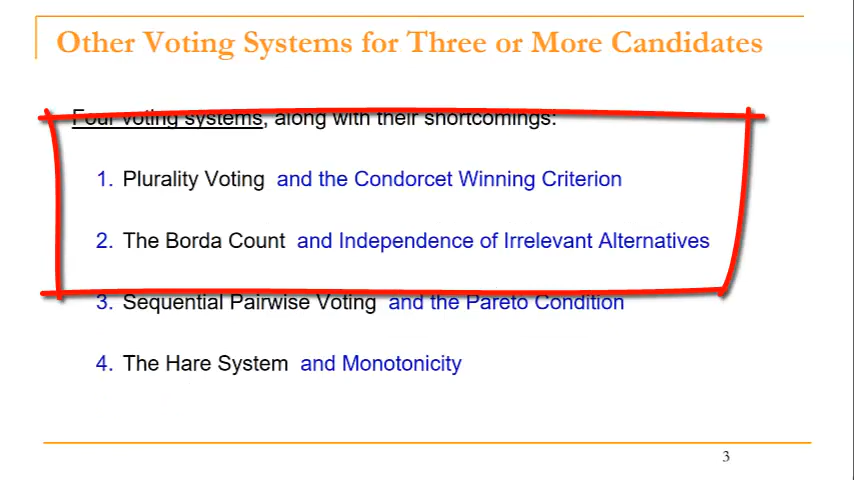 Other Voting Systems for Three or More Candidates
Four voting systems, along with their shortcomings:
1. Plurality Voting and the Condorcet Winning Criterion
2. The Borda Count and Independence of Irrelevant Alternatives
3. Sequential Pairwise Voting and the Pareto Condition
4. The Hare System and Monotonicity
3